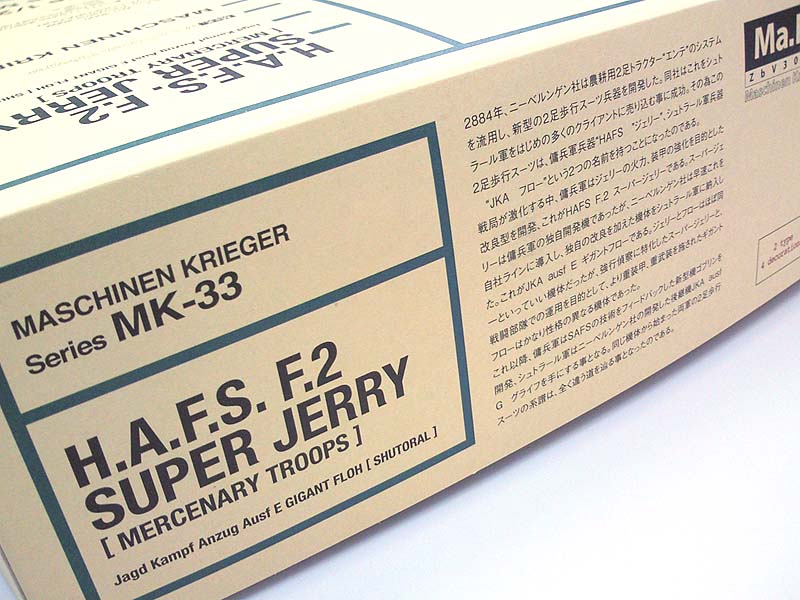 MASCHINEN KRIE
H.A.F.S. F.2
SUPER JERRY
[ MERCENARY TROOPS ]
MASCHINEN KRIEGER
Series MK-33
H.A.F.S. F.2
SUPER JERRY
[ MERCENARY TROOPS ]
Jagd Kampf Anzug Ausf E GIGANT FLOH [ SHUTORAL ]
2884年、ニーベルンゲン社は農耕用2足トラクター"エンテ"のシステム
を流用し、新型の2足歩行スーツ兵器を開発した。同社はこれをシュト
ラール軍をはじめの多くのクライアントに売り込む事に成功。その為この
2足歩行スーツは、傭兵軍兵器"HAFS "ジェリー"、シュトラール軍兵器
"JKA フロー"という2つの名前を持つことになったのである。
戦局が激化する中、傭兵軍はジェリーの火力、装甲の強化を目的とした
改良型を開発、これがHAFS F.2 スーパージェリーである。スーパージェ
リーは傭兵軍の独自開発機であったが、ニーベルンゲン社は早速これを
自社ラインに導入し、独自の改良を加えた機体をシュトラール軍に納入し
た。これがJKA ausf E ギガントフローである。ジェリーとフローはほぼ同
一といっていい機体だったが、強行偵察に特化したスーパージェリーと、
戦闘部隊での運用を目的として、より重装甲、重武装を施されたギガント
フローはかなり性格の異なる機体であった。
これ以降、傭兵軍はSAFSの技術をフィードバックした新型機ゴブリンを
開発、シュトラール軍はニーベルンゲン社の開発した後継機JKA ausf
G グライフを手にする事となる。同じ機体から始まった両軍の2足歩行
スーツの系譜は、全く違う道を辿る事となったのである。
Ma.
ZbV30
Maschinen K
2 type
4 decoration